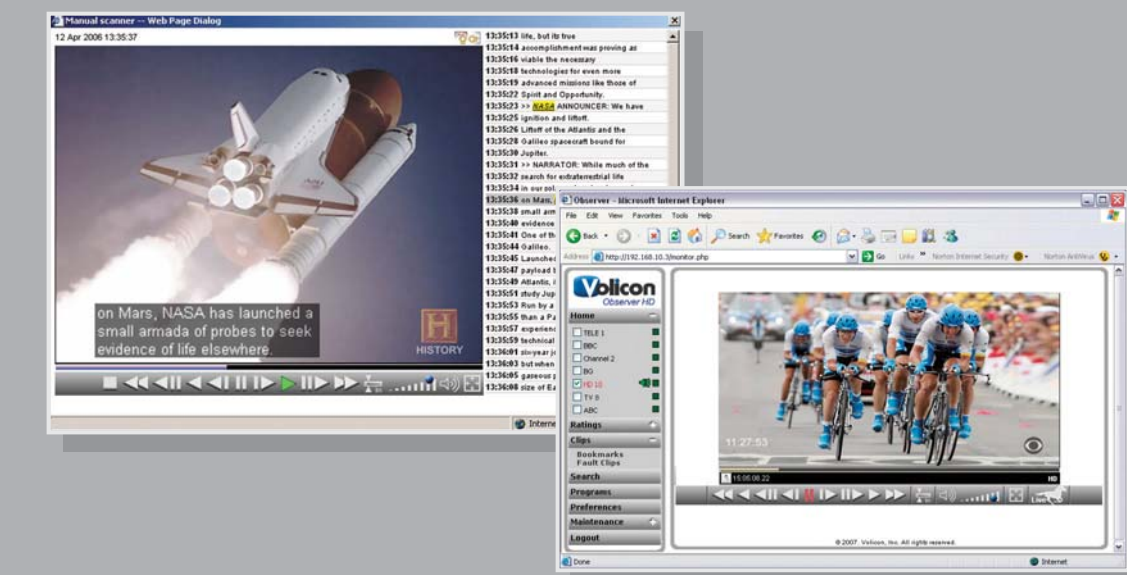 Manual scanner -- Web Page Dialog
12 Apr 2006 13:35:37
13:35:13 life, but its true
13:35:14 accomplishment was proving as
13:35:16 viable the necessary
13:35:18 technologies for even more
13:35:19 advanced missions like those of
13:35:22 Spirit and Opportunity.
13:35:23 >> NASA ANNOUNCER: We have
13:35:25 ignition and liftoff.
13:35:26 Liftoff of the Atlantis and the
13:35:28 Galileo spacecraft bound for
13:35:30 Jupiter.
13:35:31 >> NARRATOR: While much of the
13:35:32 search for extraterrestrial life
13:35:34 in our
13:35:36 on Mars,
13:35:38 small arm
13:35:40 evidence
13:35:41 One of th
13:35:44 Galileo.
13:35:45 Launched
13:35:47 payload
13:35:49 Atlantis,
13:35:51 study Jup
13:35:53 Run by a
13:35:55 than a Pa
13:35:57 experienc
13:35:59 technical
13:36:01 six-year
13:36:03 but when
13:36:05 gaseous
13:36:08 size of Ea
on Mars, NASA has launched a
small armada of probes to seek
evidence of life elsewhere.
H
HISTORY
Interne
Observer - Microsoft Internet Explorer
File Edit View Favorites Tools Help
Back Search Favorites
Address http://192.168.10.3/monitor.php Go Links » Norton Internet Security Norton AntiVirus
Volicon
Observer HD
Home
TELE 1
BBC
Channel 2
BG
HD 10
TV 8
ABC
Ratings
Clips
Bookmarks
Fault Clips
Search
Programs
Preferences
Maintenance
Logout
11:27:53
15:05:08.22 HD
Live
© 2007. Volicon, Inc. All rights reserved.
Done Internet